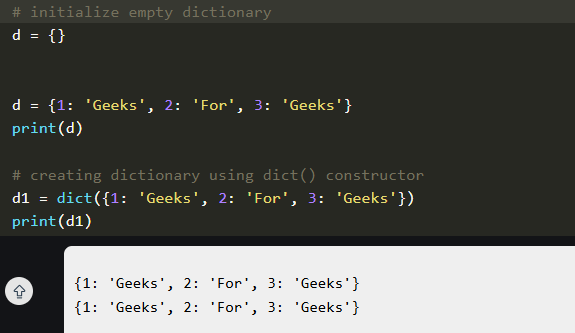 # initialize empty dictionary
d = {}
d = {1: 'Geeks', 2: 'For', 3: 'Geeks'}
print(d)
# creating dictionary using dict() constructor
d1 = dict({1: 'Geeks', 2: 'For', 3: 'Geeks'})
print(d1)
{1: 'Geeks', 2: 'For', 3: 'Geeks'}
{1: 'Geeks', 2: 'For', 3: 'Geeks'}